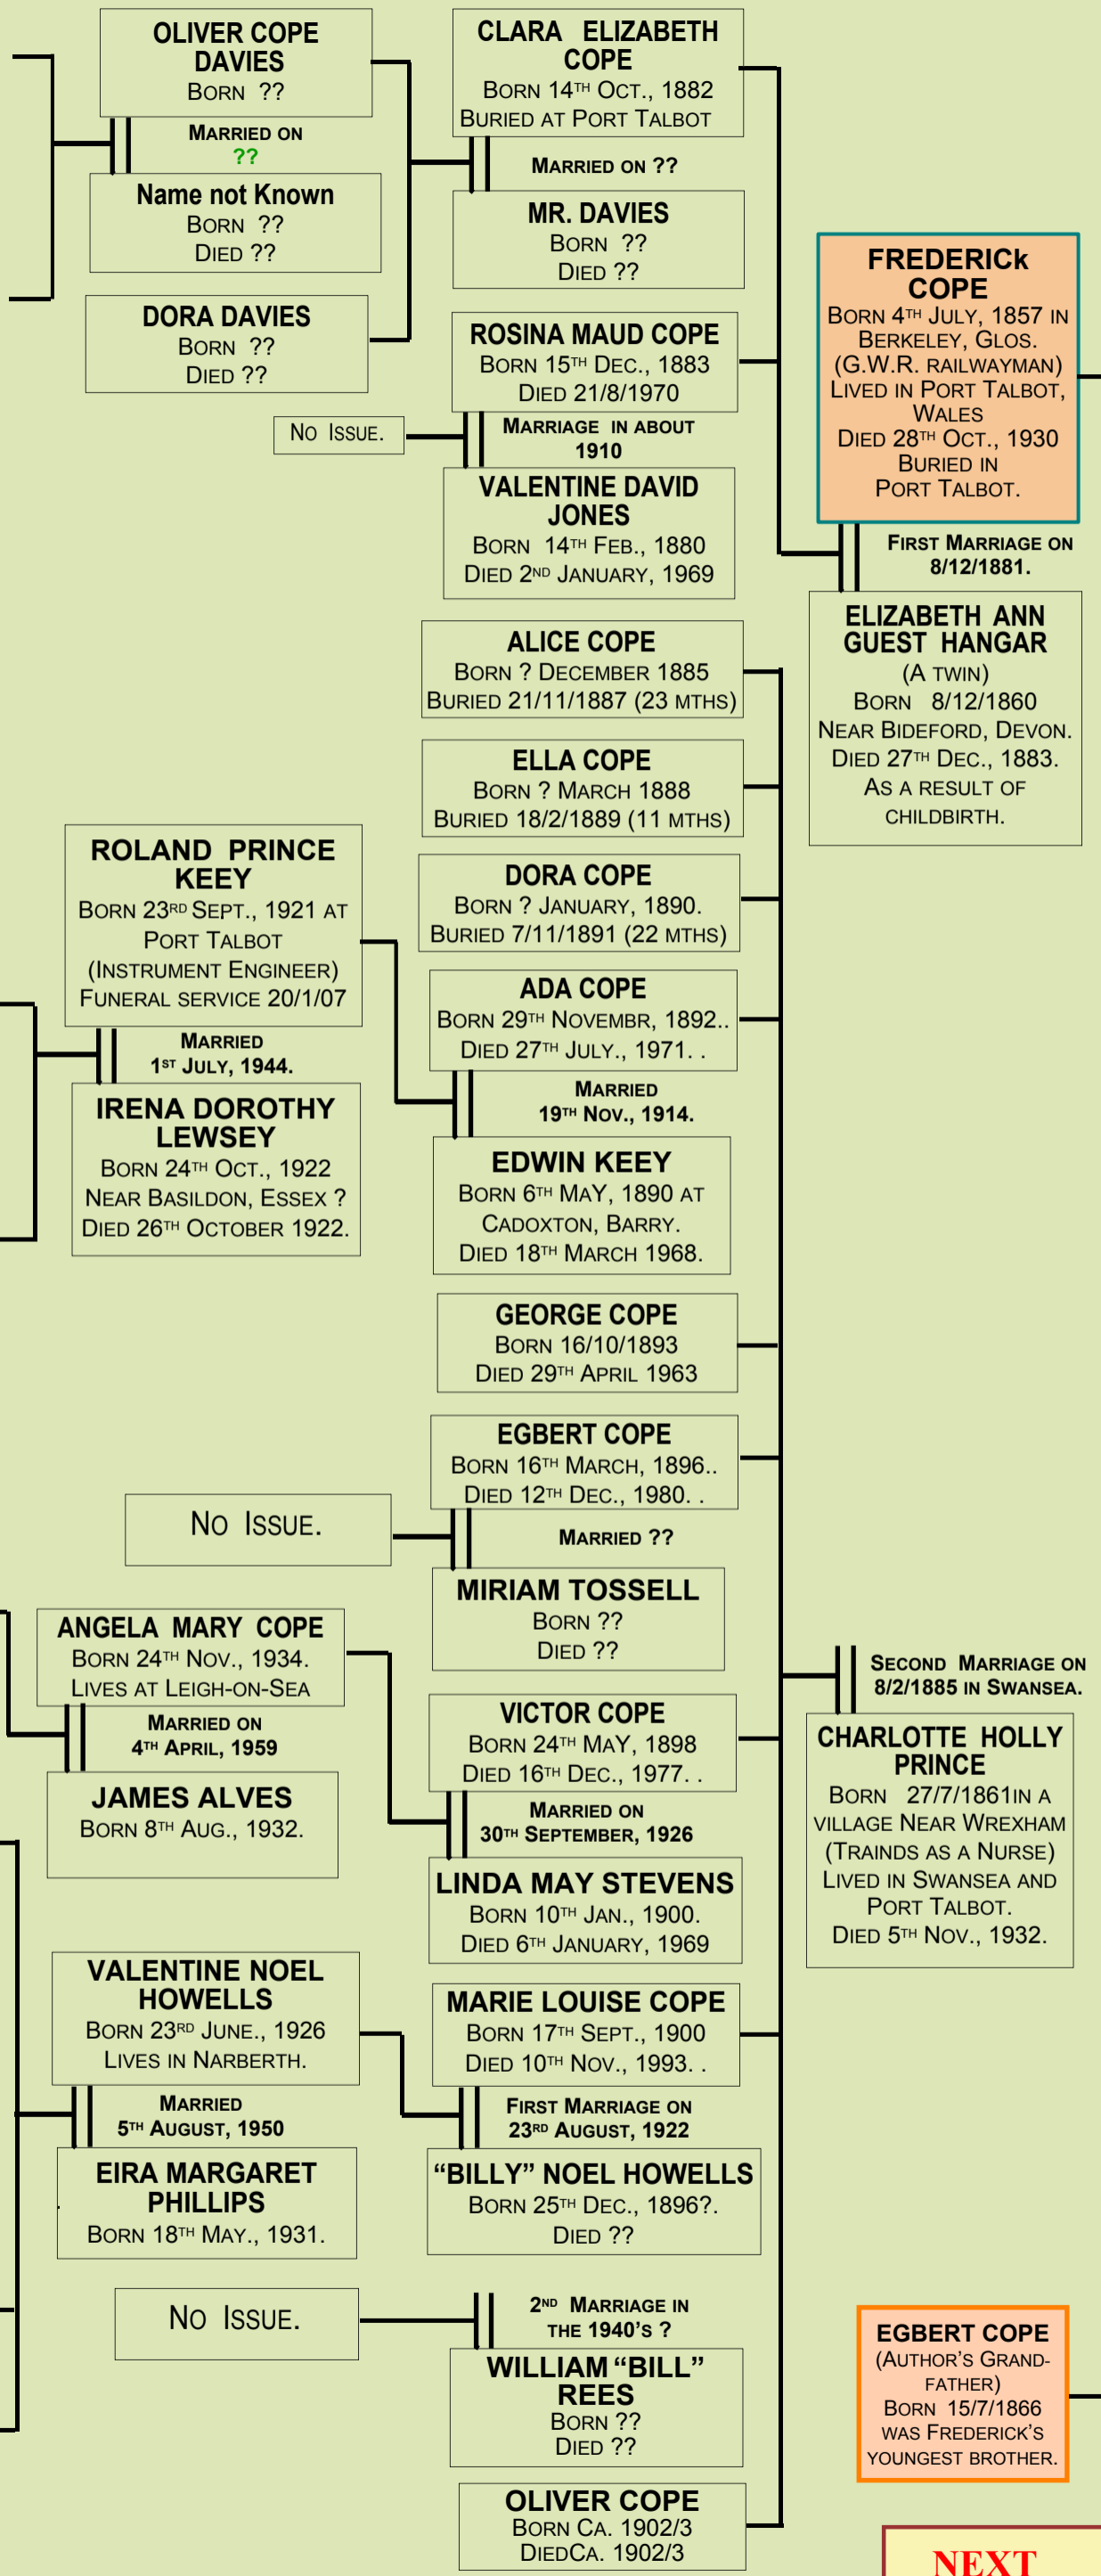 OLIVER COPE
DAVIES
BORN ??
MARRIED ON
??
Name not Known
BORN ??
DIED ??
DORA DAVIES
BORN ??
DIED ??
CLARA ELIZABETH
COPE
BORN 14TH OCT., 1882
BURIED AT PORT TALBOT
MARRIED ON ??
MR. DAVIES
BORN ??
DIED ??
ROSINA MAUD COPE
BORN 15TH DEC., 1883
DIED 21/8/1970
NO ISSUE.
MARRIAGE IN ABOUT
1910
VALENTINE DAVID
JONES
BORN 14TH FEB., 1880
DIED 2ND JANUARY, 1969
FREDERICk
COPE
BORN 4TH JULY, 1857 IN
BERKELEY, GLOS.
(G.W.R. RAILWAYMAN)
LIVED IN PORT TALBOT,
WALES
DIED 28TH OCT., 1930
BURIED IN
PORT TALBOT.
FIRST MARRIAGE ON
8/12/1881.
ELIZABETH ANN
GUEST HANGAR
(A TWIN)
BORN 8/12/1860
NEAR BIDEFORD, DEVON.
DIED 27TH DEC., 1883.
AS A RESULT OF
CHILDBIRTH.
ALICE COPE
BORN ? DECEMBER 1885
BURIED 21/11/1887 (23 MTHS)
ELLA COPE
BORN ? MARCH 1888
BURIED 18/2/1889 (11 MTHS)
DORA COPE
BORN ? JANUARY, 1890.
BURIED 7/11/1891 (22 MTHS)
ROLAND PRINCE
KEEY
BORN 23RD SEPT., 1921 AT
PORT TALBOT
(INSTRUMENT ENGINEER)
FUNERAL SERVICE 20/1/07
MARRIED
1ST JULY, 1944.
IRENA DOROTHY
LEWSEY
BORN 24TH OCT., 1922
NEAR BASILDON, ESSEX ?
DIED 26TH OCTOBER 1922.
ADA COPE
BORN 29TH NOVEMBR, 1892..
DIED 27TH JULY., 1971. .
MARRIED
19TH NOV., 1914.
EDWIN KEEY
BORN 6TH MAY, 1890 AT
CADOXTON, BARRY.
DIED 18TH MARCH 1968.
GEORGE COPE
BORN 16/10/1893
DIED 29TH APRIL 1963
EGBERT COPE
BORN 16TH MARCH, 1896..
DIED 12TH DEC., 1980. .
NO ISSUE.
MARRIED ??
MIRIAM TOSSELL
BORN ??
DIED ??
ANGELA MARY COPE
BORN 24TH NOV., 1934.
LIVES AT LEIGH-ON-SEA
MARRIED ON
4TH APRIL, 1959
JAMES ALVES
BORN 8TH AUG., 1932.
VICTOR COPE
BORN 24TH MAY, 1898
DIED 16TH DEC., 1977. .
MARRIED ON
30TH SEPTEMBER, 1926
LINDA MAY STEVENS
BORN 10TH JAN., 1900.
DIED 6TH JANUARY, 1969
SECOND MARRIAGE ON
8/2/1885 IN SWANSEA.
CHARLOTTE HOLLY
PRINCE
BORN 27/7/1861IN A
VILLAGE NEAR WREXHAM
(TRAINDS AS A NURSE)
LIVED IN SWANSEA AND
PORT TALBOT.
DIED 5TH NOV., 1932.
VALENTINE NOEL
HOWELLS
BORN 23RD JUNE., 1926
LIVES IN NARBERTH.
MARRIED
5TH AUGUST, 1950
EIRA MARGARET
PHILLIPS
BORN 18TH MAY., 1931.
MARIE LOUISE COPE
BORN 17TH SEPT., 1900
DIED 10TH NOV., 1993. .
FIRST MARRIAGE ON
23RD AUGUST, 1922
“BILLY” NOEL HOWELLS
BORN 25TH DEC., 1896?.
DIED ??
NO ISSUE.
2ND MARRIAGE IN
THE 1940’S ?
WILLIAM “BILL”
REES
BORN ??
DIED ??
OLIVER COPE
BORN CA. 1902/3
DIEDCA. 1902/3
EGBERT COPE
(AUTHOR’S GRAND-
FATHER)
BORN 15/7/1866
WAS FREDERICK’S
YOUNGEST BROTHER.
NEXT